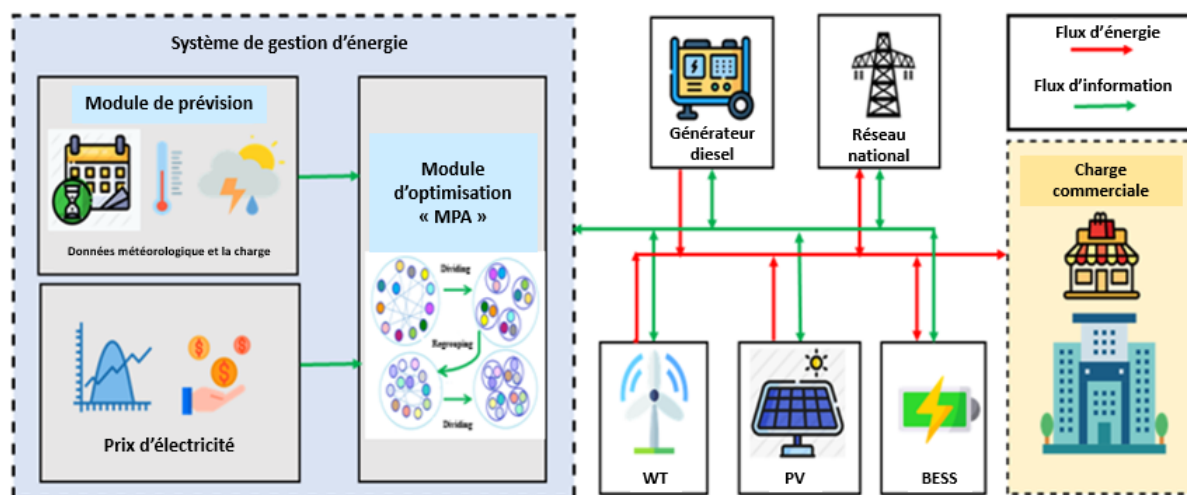 Système de gestion d'énergie
Module de prévision
Données météorologique et la charge
Prix d'électricité
Module
d'optimisation
« MPA »
Dividing
Regrouping
Dividing
Générateur
diesel
Réseau
national
WT
PV
BESS
Flux d'énergie
Flux d'information
Charge
commerciale